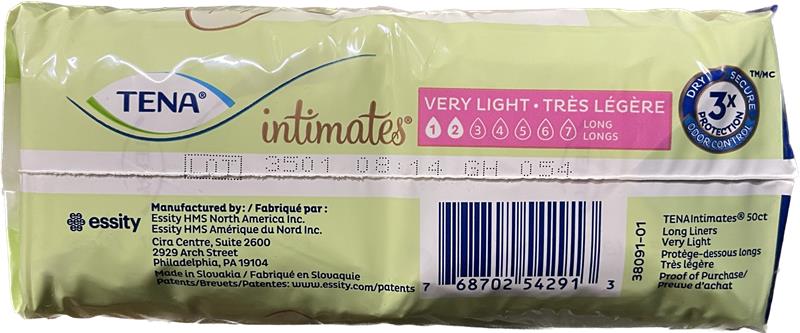 TENA®
intimates®
VERY LIGHT • TRÈS LÉGÈRE
1 2 3 4 5 6 7 LONG
LONGS
DRY SECURE
3X
PROTECTION
ODOR CONTROL
TM/MC
LOT 3501 08:14 GH 054
essity
Manufactured by: / Fabriqué par :
Essity HMS North America Inc.
Essity HMS Amérique du Nord Inc.
Cira Centre, Suite 2600
2929 Arch Street
Philadelphia, PA 19104
Made in Slovakia / Fabriqué en Slovaquie
Patents/Brevets/Patentes: www.essity.com/patents
7 68702 54291 3
38091-01
TENAIntimates® 50ct
Long Liners
Very Light
Protège-dessous longs
Très légère
Proof of Purchase/
Preuve d'achat